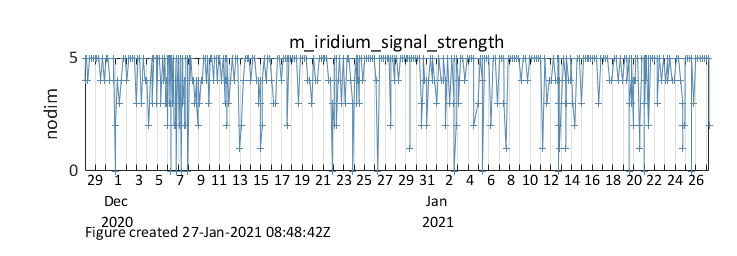 m_iridium_signal_strength
5
nodim
0
29 1 3 5 7 9 11 13 15 17 19 21 23 25 27 29 31 2 4 6 8 10 12 14 16 18 20 22 24 26
Dec Jan
2020 2021
Figure created 27-Jan-2021 08:48:42Z